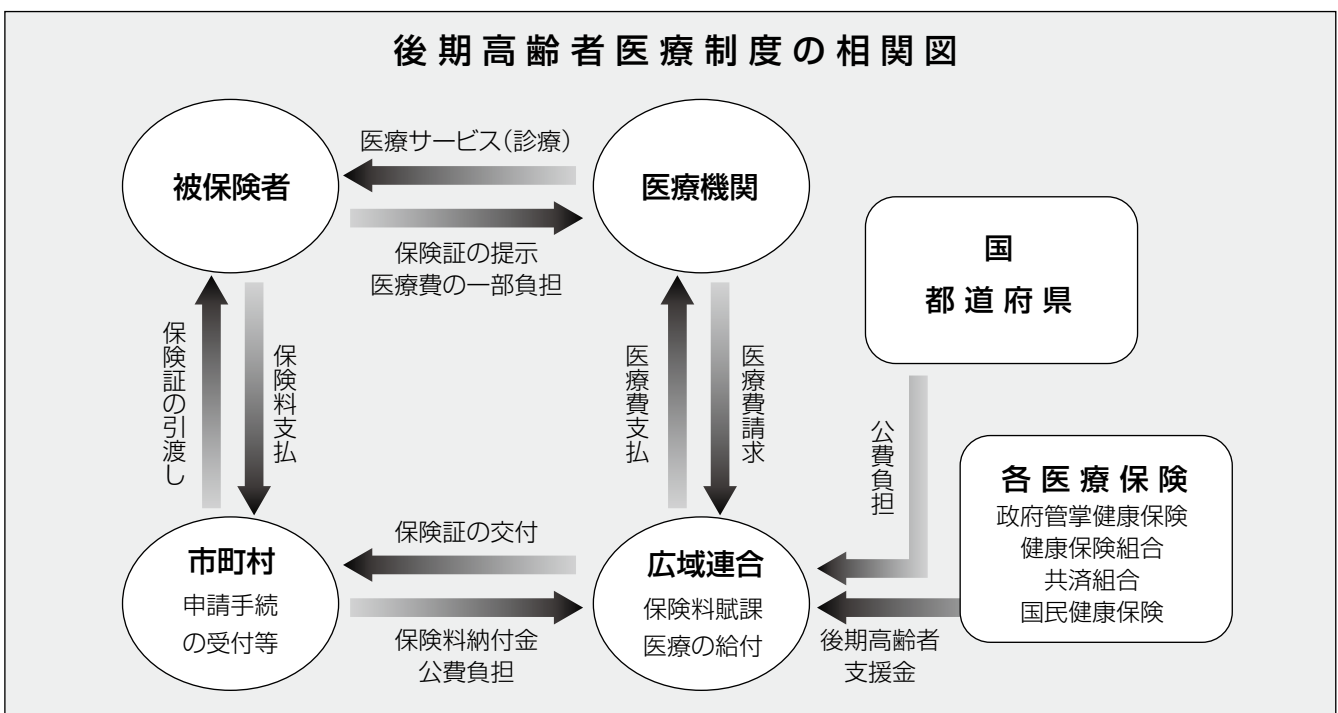 後期高齢者医療制度の相関図
被保険者
医療サービス(診療)
医療機関
保険証の提示
医療費の一部負担
国
都道府県
保険証の引渡し
保険料支払
医療費支払
医療費請求
公費負担
各医療保険
政府管掌健康保険
健康保険組合
共済組合
国民健康保険
市町村
申請手続
の受付等
保険証の交付
保険料納付金
公費負担
広域連合
保険料賦課
医療の給付
後期高齢者
支援金